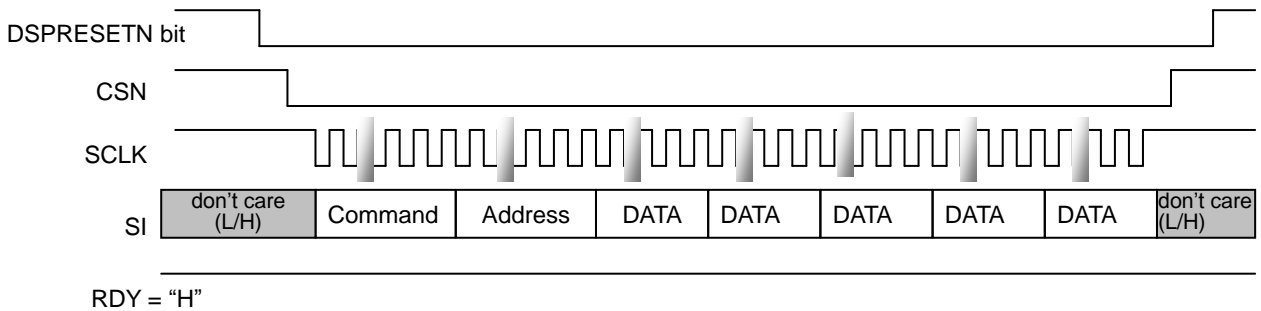 DSPRESETN bit
CSN
SCLK
SI
don’t care
(L/H)
Command
Address
DATA
DATA
DATA
DATA
DATA
don’t care
(L/H)
RDY = “H”